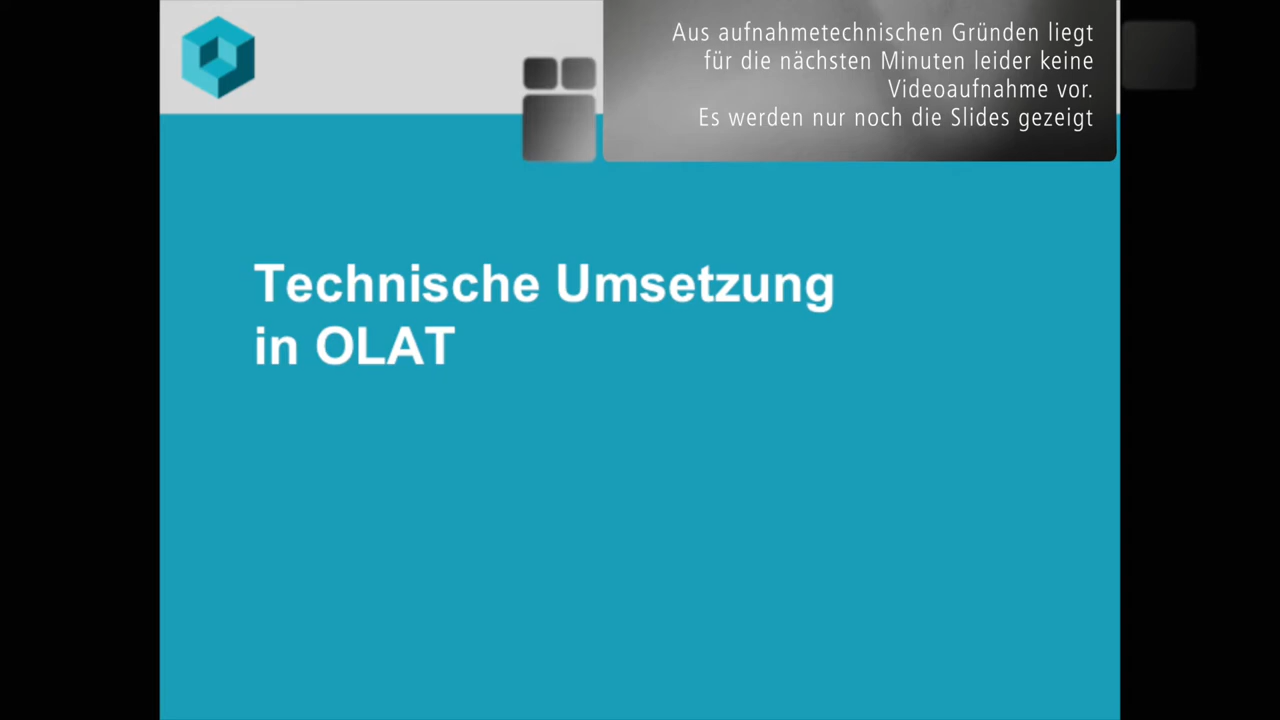 Aus aufnahmetechnischen Gründen liegt
für die nächsten Minuten leider keine
Videoaufnahme vor.
Es werden nur noch die Slides gezeigt
Technische Umsetzung
in OLAT